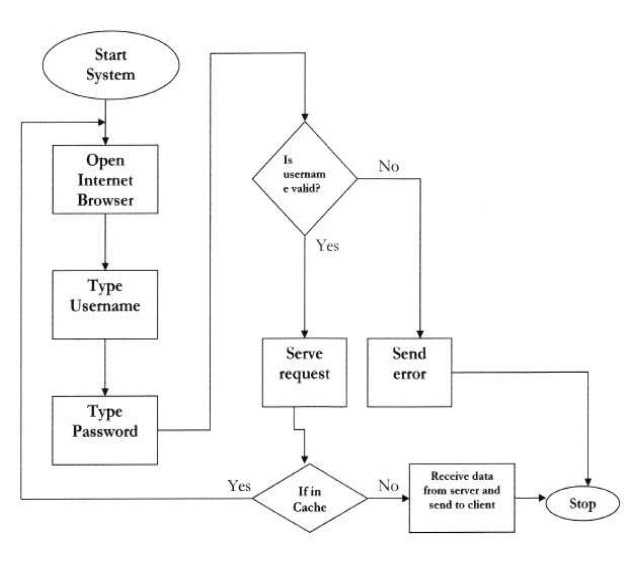 Start
System
Open
Internet
Browser
Type
Username
Type
Password
Is
usernam
e valid?
No
Yes
Serve
request
Send
error
Yes
If in
Cache
No
Receive data
from server and
send to client
Stop